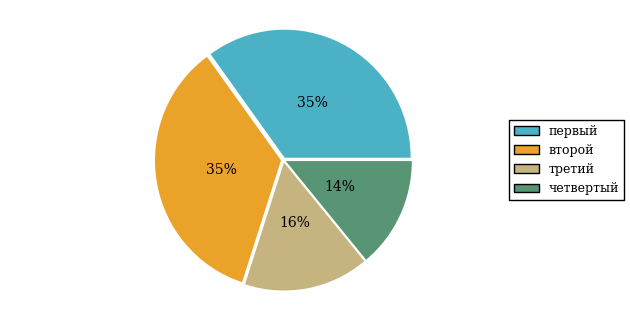 35%
35%
14%
16%
первый
второй
третий
четвертый